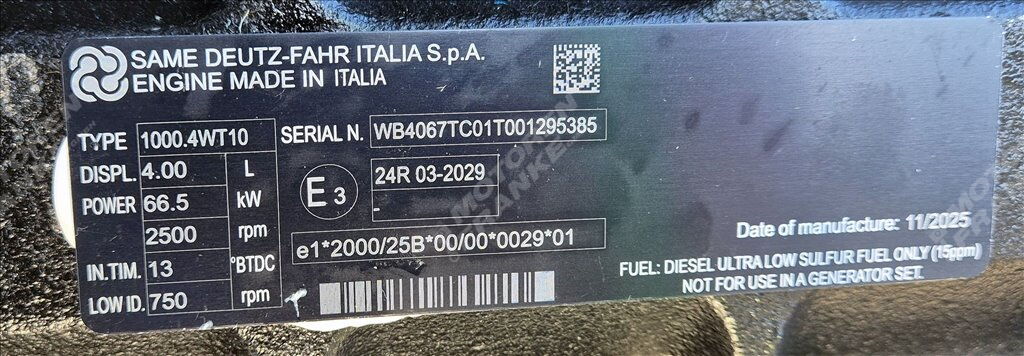 SAME DEUTZ-FAHR ITALIA S.p.A.
ENGINE MADE IN ITALIA
TYPE 1000.4WT10
SERIAL N. WB4067TC01T001295385
DISPL. 4.00 L
POWER 66.5 kW
2500 rpm
IN.TIM. 13 °BTDC
LOW ID. 750 rpm
E3
24R 03-2029
-
e1*2000/25B*00/00*0029*01
Date of manufacture: 11/2025
FUEL: DIESEL ULTRA LOW SULFUR FUEL ONLY (15ppm)
NOT FOR USE IN A GENERATOR SET.
MOTOREN
FRANKEN